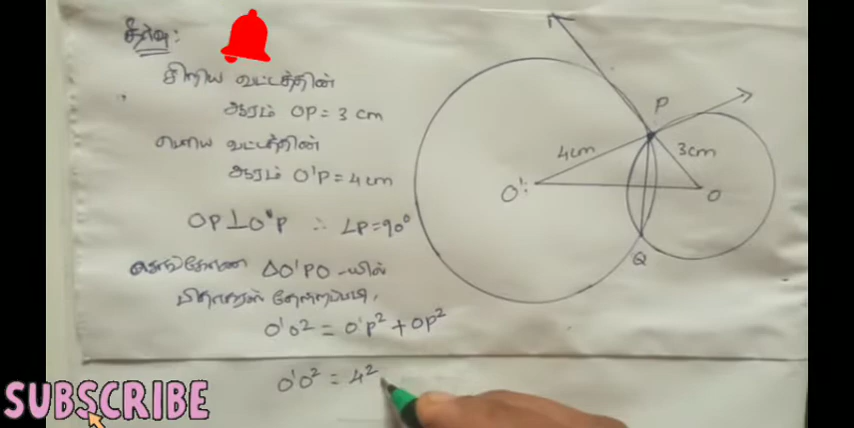 தீர்வு:
சிறிய வட்டத்தின்
ஆரம் OP = 3 cm
பெரிய வட்டத்தின்
ஆரம் O'P = 4 cm
OP ⊥ O'P ∴ ∠P = 90°
செங்கோண ΔO'PO -யில்
பிதாகரஸ் தேற்றப்படி,
O'O² = O'P² + OP²
O'O² = 4²
P
4cm
3cm
O'
O
Q
SUBSCRIBE